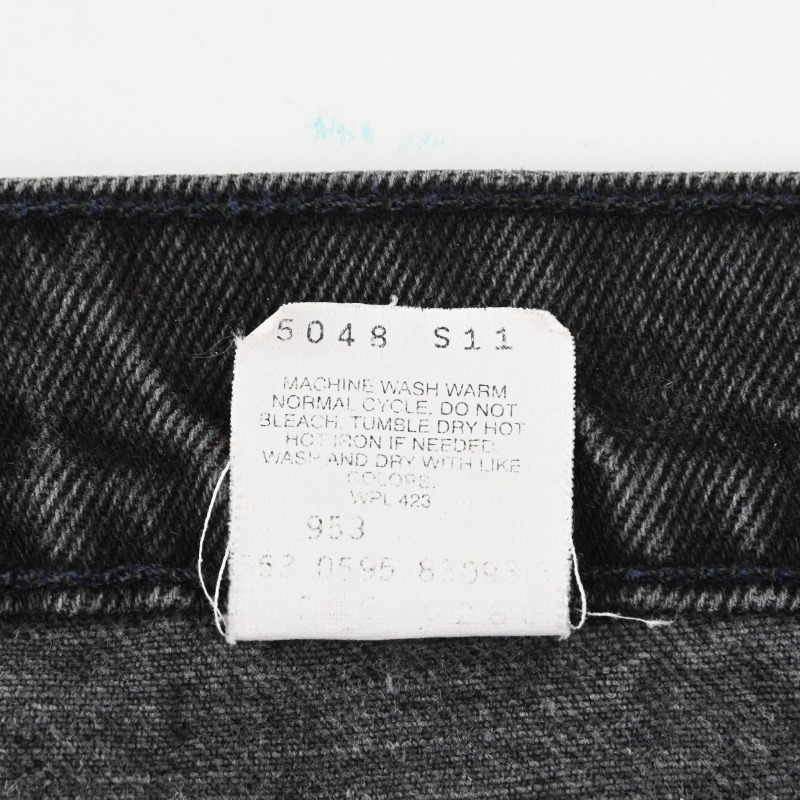 5048 S11
MACHINE WASH WARM
NORMAL CYCLE. DO NOT
BLEACH. TUMBLE DRY HOT
HOT IRON IF NEEDED.
WASH AND DRY WITH LIKE
COLORS.
WPL 423
953
0595